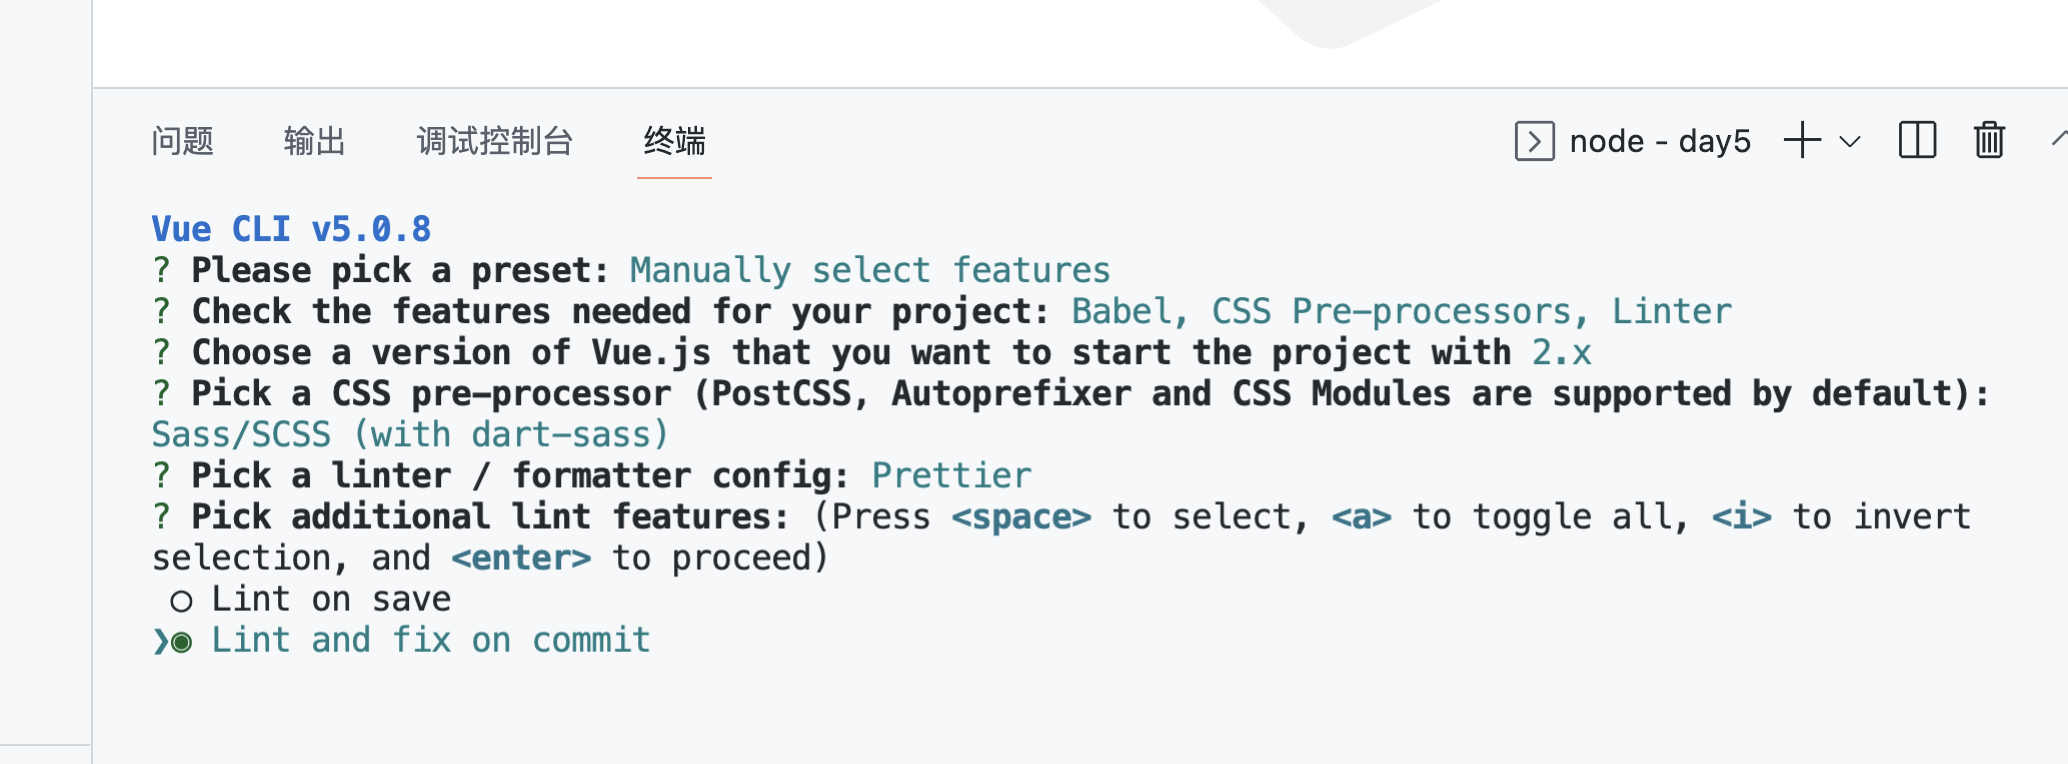 问题 输出 调试控制台 终端 node - day5
Vue CLI v5.0.8
? Please pick a preset: Manually select features
? Check the features needed for your project: Babel, CSS Pre-processors, Linter
? Choose a version of Vue.js that you want to start the project with 2.x
? Pick a CSS pre-processor (PostCSS, Autoprefixer and CSS Modules are supported by default):
Sass/SCSS (with dart-sass)
? Pick a linter / formatter config: Prettier
? Pick additional lint features: (Press <space> to select, <a> to toggle all, <i> to invert
selection, and <enter> to proceed)
○ Lint on save
❯◉ Lint and fix on commit